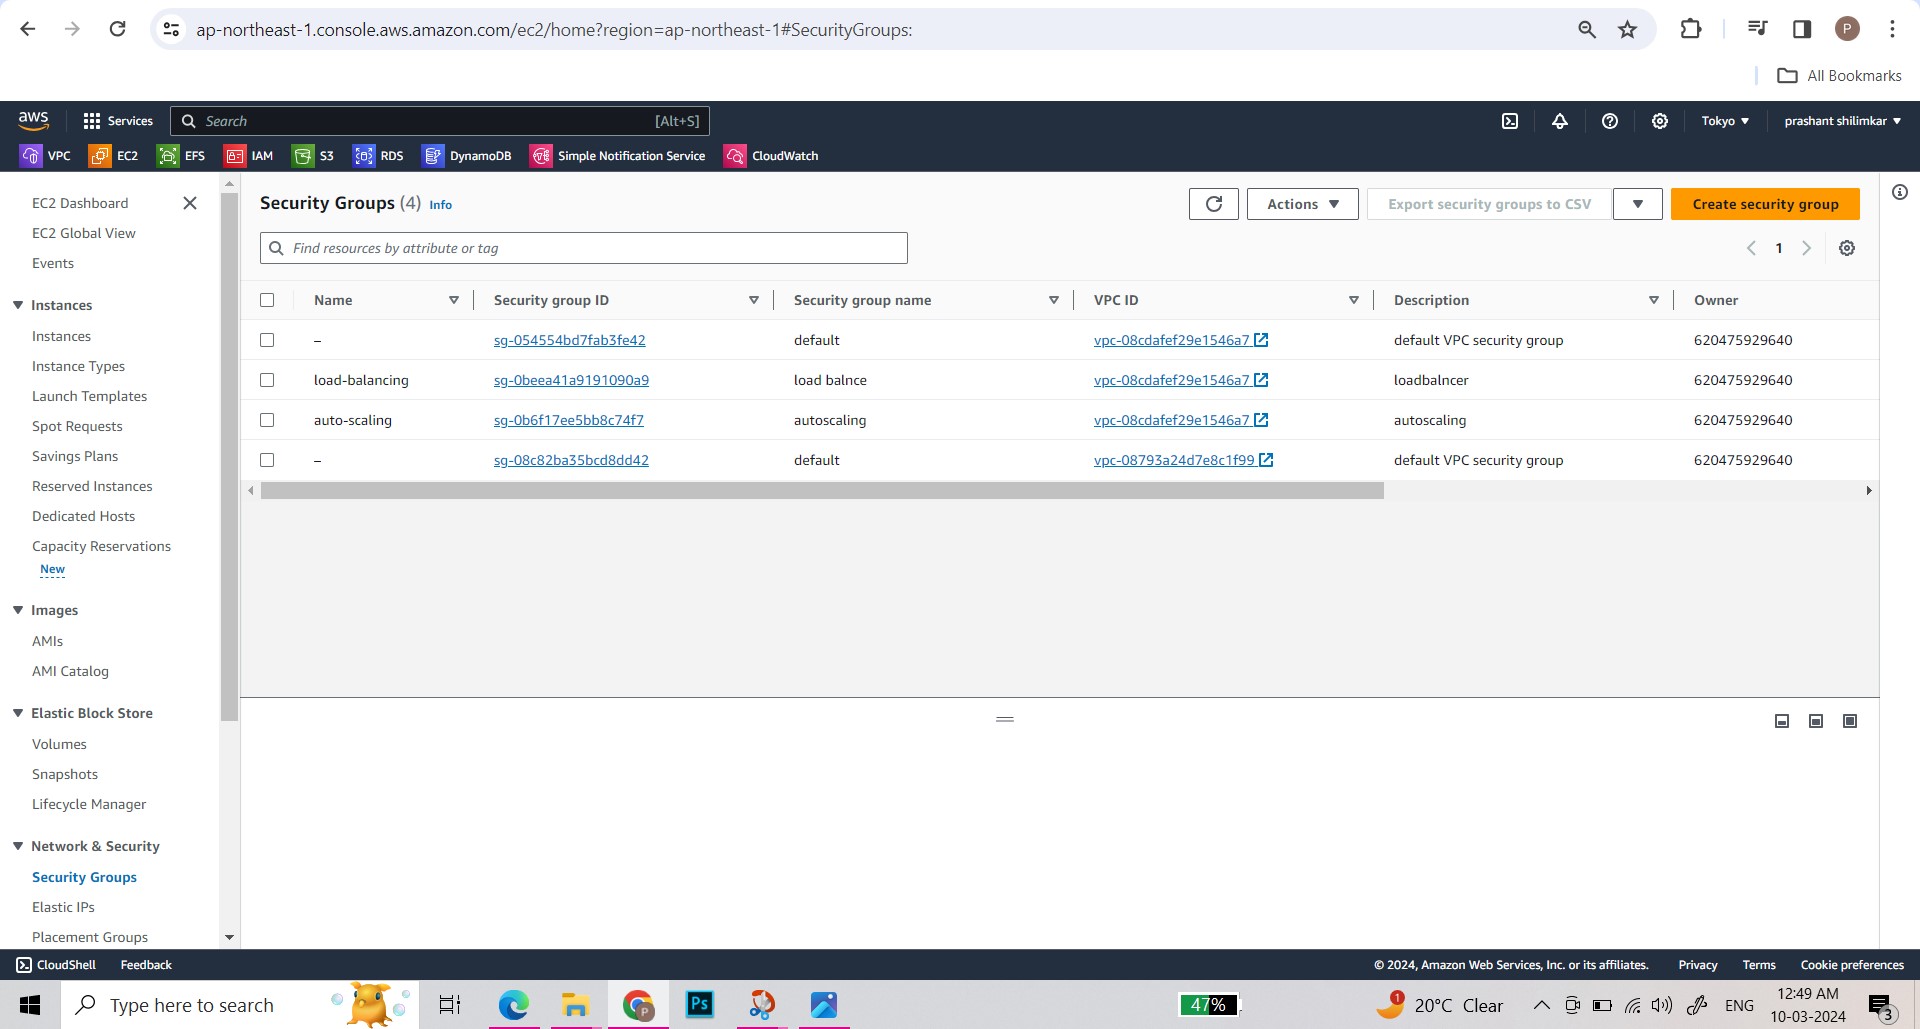 ap-northeast-1.console.aws.amazon.com/ec2/home?region=ap-northeast-1#SecurityGroups:
P
All Bookmarks
aws
Services
Search
[Alt+S]
Tokyo
prashant shilimkar
VPC
EC2
EFS
IAM
S3
RDS
DynamoDB
Simple Notification Service
CloudWatch
EC2 Dashboard
EC2 Global View
Events
Instances
Instances
Instance Types
Launch Templates
Spot Requests
Savings Plans
Reserved Instances
Dedicated Hosts
Capacity Reservations
New
Images
AMIs
AMI Catalog
Elastic Block Store
Volumes
Snapshots
Lifecycle Manager
Network & Security
Security Groups
Elastic IPs
Placement Groups
Security Groups (4) Info
Actions
Export security groups to CSV
Create security group
Find resources by attribute or tag
1
Name Security group ID Security group name VPC ID Description Owner
– sg-054554bd7fab3fe42 default vpc-08cdafef29e1546a7 default VPC security group 620475929640
load-balancing sg-0beea41a9191090a9 load balnce vpc-08cdafef29e1546a7 loadbalncer 620475929640
auto-scaling sg-0b6f17ee5bb8c74f7 autoscaling vpc-08cdafef29e1546a7 autoscaling 620475929640
– sg-08c82ba35bcd8dd42 default vpc-08793a24d7e8c1f99 default VPC security group 620475929640
CloudShell
Feedback
© 2024, Amazon Web Services, Inc. or its affiliates.
Privacy
Terms
Cookie preferences
Type here to search
P
Ps
47%
1
20°C Clear
ENG
12:49 AM
10-03-2024
3